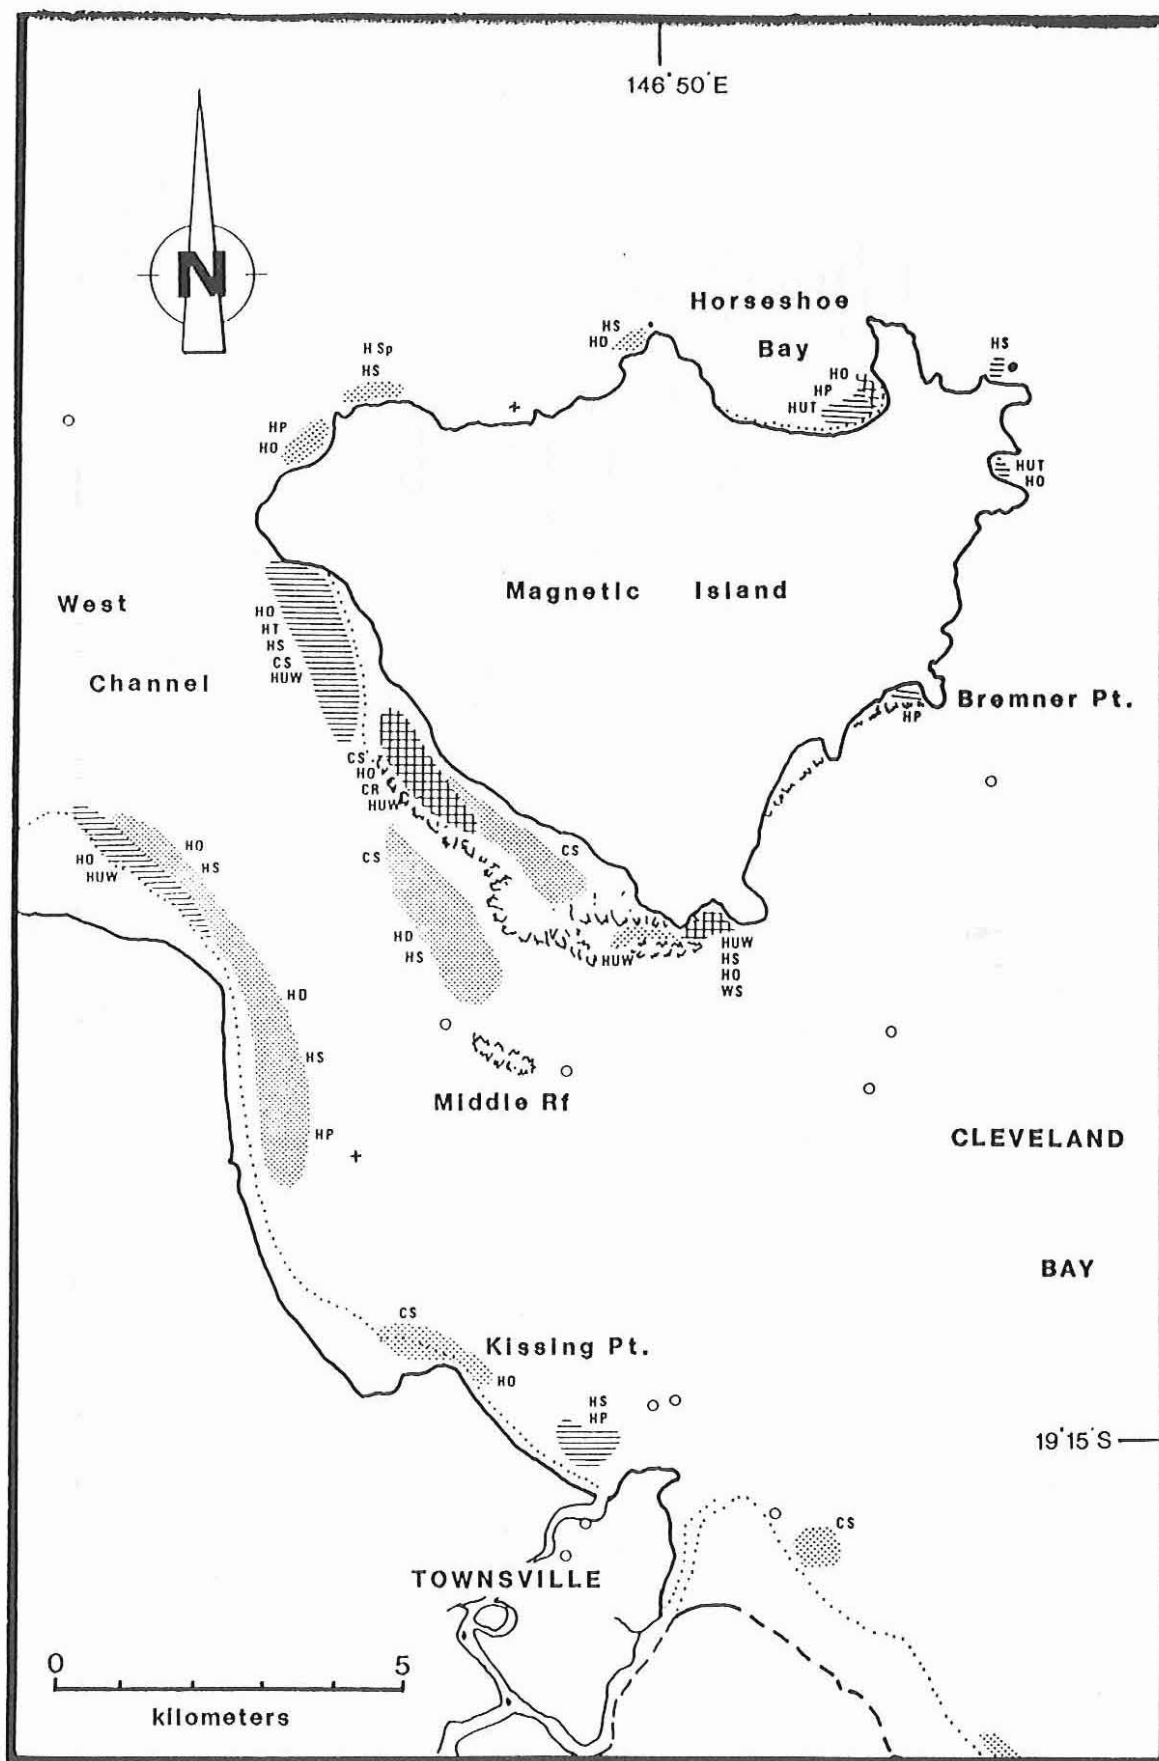 146°50'E
N
Horseshoe
Bay
HS
HO
HS
H Sp
HS
HO
HP
HUT
HP
HO
HUT
HO
Magnetic Island
West
Channel
HO
HT
HS
CS
HUW
Bremner Pt.
HP
CS
HO
CR
HUW
HO
HS
HO
HUW
CS
CS
HO
HS
HUW
HUW
HS
HO
WS
HO
HS
HP
Middle Rf
CLEVELAND
BAY
CS
Kissing Pt.
HO
HS
HP
19°15'S
CS
TOWNSVILLE
0 5
kilometers